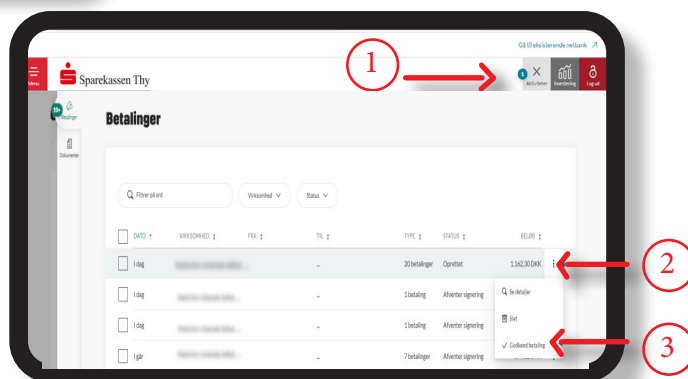 Gå til eksisterende netbank
1
Menu
Sparekassen Thy
1
Aktiviteter
Investering
Log ud
10+
Betalinger
Betalinger
Dokumenter
Filtrer på ord
Virksomhed
Status
DATO
VIRKSOMHED
FRA
TIL
TYPE
STATUS
BELØB
I dag
–
20 betalinger
Oprettet
1.162,30 DKK
2
I dag
–
1 betaling
Afventer signering
Se detaljer
I dag
–
1 betaling
Afventer signering
Slet
Godkend betaling
3
I går
–
7 betalinger
Afventer signering